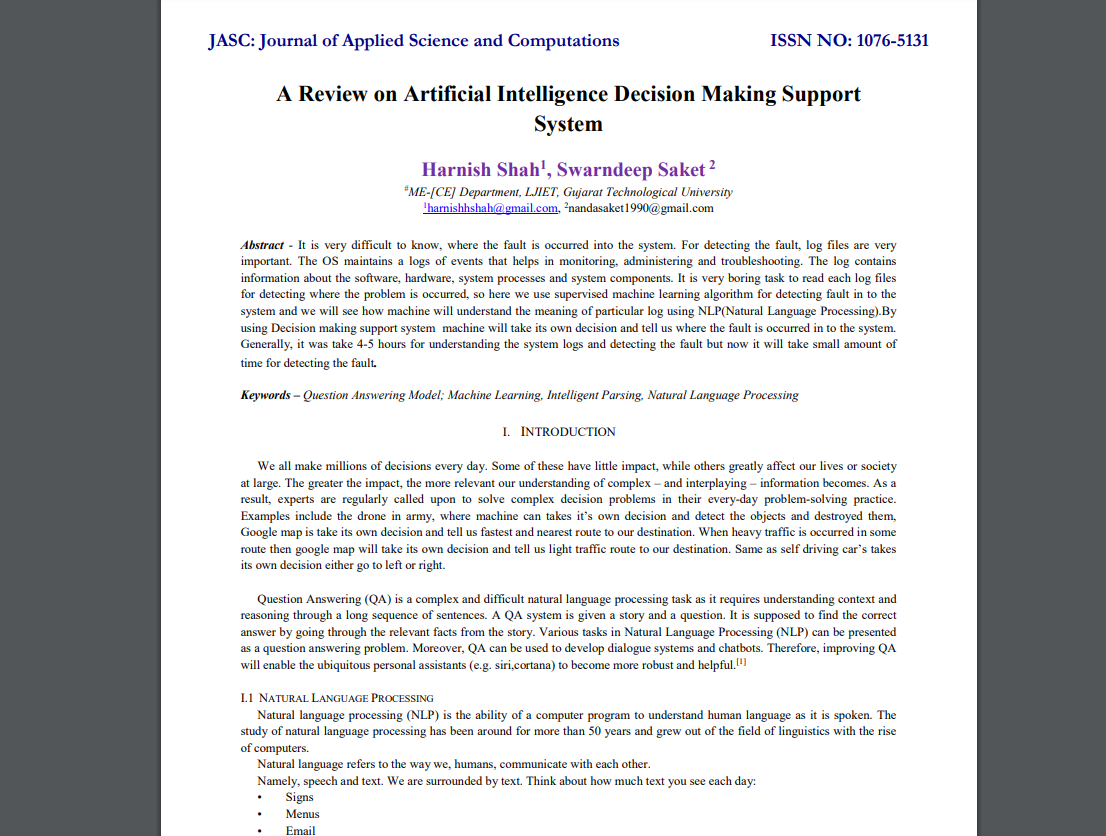 JASC: Journal of Applied Science and Computations ISSN NO: 1076-5131
A Review on Artificial Intelligence Decision Making Support
System
Harnish Shah1, Swarndeep Saket 2
#ME-[CE] Department, LJIET, Gujarat Technological University
1harnishhshah@gmail.com, 2nandasaket1990@gmail.com
Abstract - It is very difficult to know, where the fault is occurred into the system. For detecting the fault, log files are very
important. The OS maintains a logs of events that helps in monitoring, administering and troubleshooting. The log contains
information about the software, hardware, system processes and system components. It is very boring task to read each log files
for detecting where the problem is occurred, so here we use supervised machine learning algorithm for detecting fault in to the
system and we will see how machine will understand the meaning of particular log using NLP(Natural Language Processing).By
using Decision making support system machine will take its own decision and tell us where the fault is occurred in to the system.
Generally, it was take 4-5 hours for understanding the system logs and detecting the fault but now it will take small amount of
time for detecting the fault.
Keywords – Question Answering Model; Machine Learning, Intelligent Parsing, Natural Language Processing
I. INTRODUCTION
We all make millions of decisions every day. Some of these have little impact, while others greatly affect our lives or society
at large. The greater the impact, the more relevant our understanding of complex – and interplaying – information becomes. As a
result, experts are regularly called upon to solve complex decision problems in their every-day problem-solving practice.
Examples include the drone in army, where machine can takes it's own decision and detect the objects and destroyed them,
Google map is take its own decision and tell us fastest and nearest route to our destination. When heavy traffic is occurred in some
route then google map will take its own decision and tell us light traffic route to our destination. Same as self driving car's takes
its own decision either go to left or right.
Question Answering (QA) is a complex and difficult natural language processing task as it requires understanding context and
reasoning through a long sequence of sentences. A QA system is given a story and a question. It is supposed to find the correct
answer by going through the relevant facts from the story. Various tasks in Natural Language Processing (NLP) can be presented
as a question answering problem. Moreover, QA can be used to develop dialogue systems and chatbots. Therefore, improving QA
will enable the ubiquitous personal assistants (e.g. siri,cortana) to become more robust and helpful.[1]
I.1 NATURAL LANGUAGE PROCESSING
Natural language processing (NLP) is the ability of a computer program to understand human language as it is spoken. The
study of natural language processing has been around for more than 50 years and grew out of the field of linguistics with the rise
of computers.
Natural language refers to the way we, humans, communicate with each other.
Namely, speech and text. We are surrounded by text. Think about how much text you see each day:
• Signs
• Menus
• Email